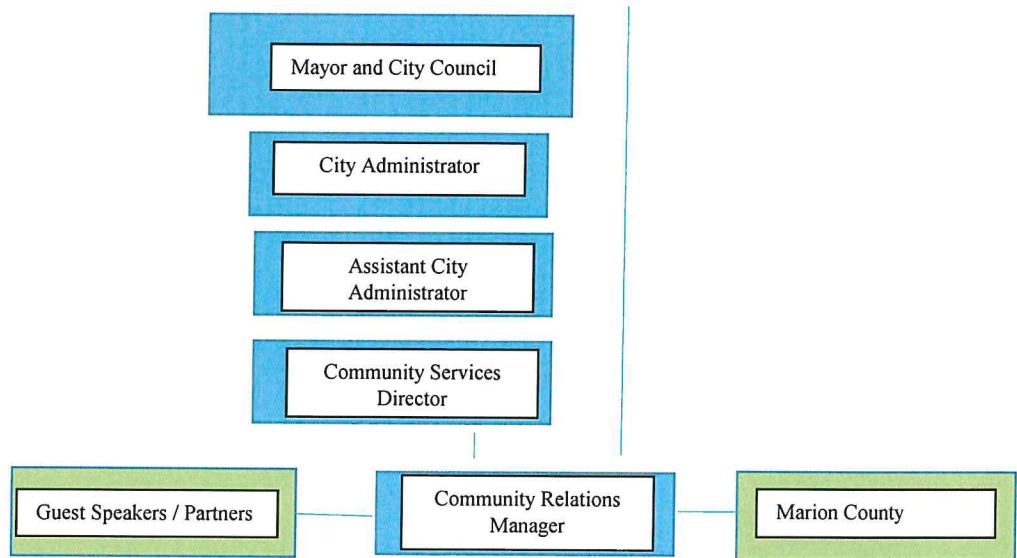 Mayor and City Council
City Administrator
Assistant City
Administrator
Community Services
Director
Guest Speakers / Partners
Community Relations
Manager
Marion County